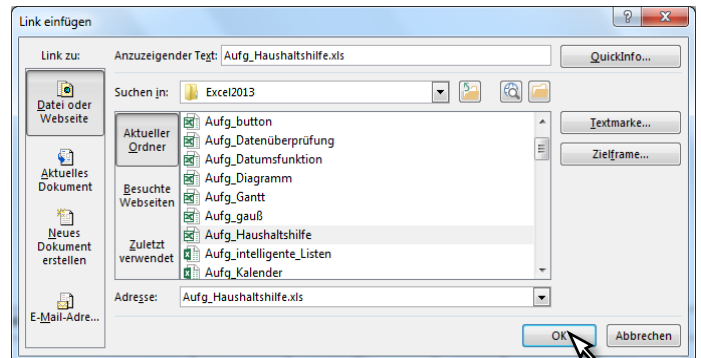 Link einfügen
Link zu:
Anzuzeigender Text: Aufg_Haushaltshilfe.xls
QuickInfo...
Datei oder
Webseite
Suchen in: Excel2013
Aktueller
Ordner
Aufg_button
Aufg_Datenüberprüfung
Aufg_Datumsfunktion
Aufg_Diagramm
Aufg_Gantt
Aufg_gauß
Aufg_Haushaltshilfe
Aufg_intelligente_Listen
Aufg_Kalender
Textmarke...
Zielframe...
Aktuelles
Dokument
Besuchte
Webseiten
Neues
Dokument
erstellen
Zuletzt
verwendet
E-Mail-Adre...
Adresse: Aufg_Haushaltshilfe.xls
OK
Abbrechen